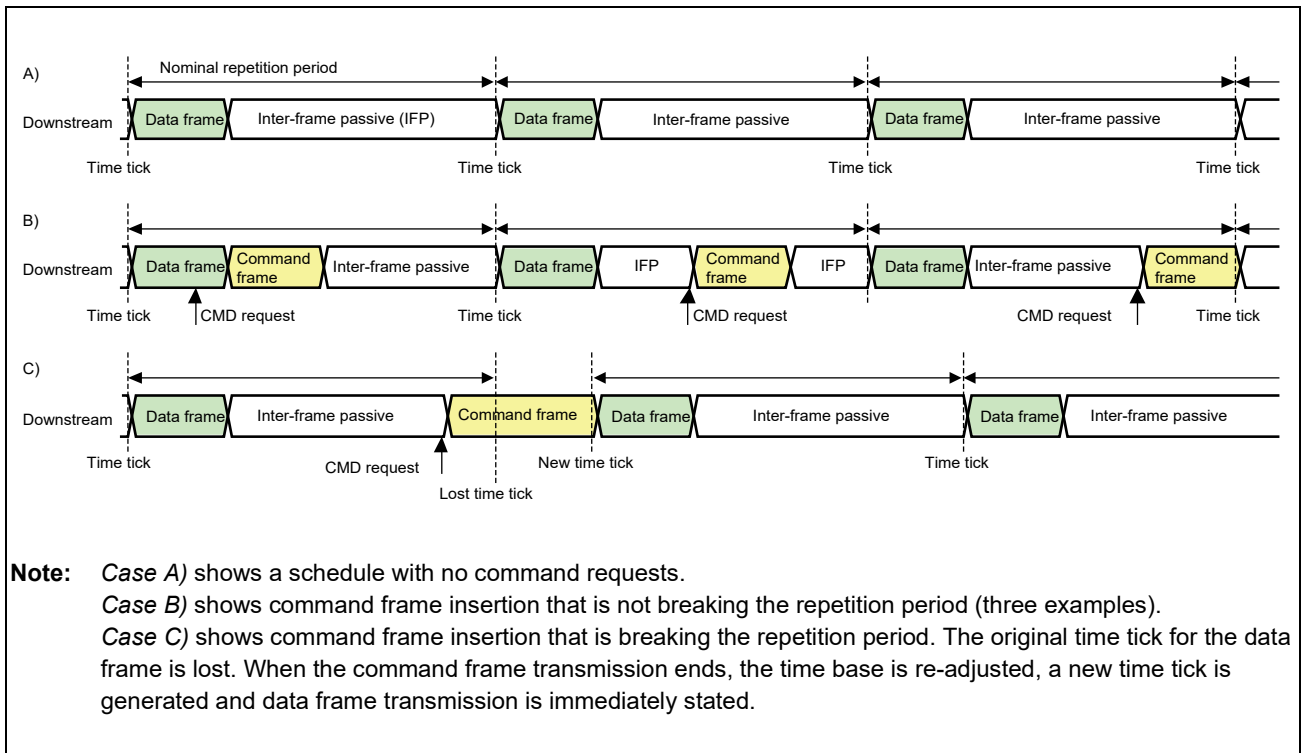 A)
Nominal repetition period
Downstream
Data frame
Inter-frame passive (IFP)
Data frame
Inter-frame passive
Data frame
Inter-frame passive
Time tick
Time tick
Time tick
Time tick
B)
Downstream
Data frame
Command
frame
Inter-frame passive
Data frame
IFP
Command
frame
IFP
Data frame
Inter-frame passive
Command
frame
Time tick
CMD request
Time tick
CMD request
CMD request
Time tick
C)
Downstream
Data frame
Inter-frame passive
Command frame
Data frame
Inter-frame passive
Data frame
Inter-frame passive
Time tick
CMD request
New time tick
Time tick
Lost time tick
Note: Case A) shows a schedule with no command requests.
Case B) shows command frame insertion that is not breaking the repetition period (three examples).
Case C) shows command frame insertion that is breaking the repetition period. The original time tick for the data
frame is lost. When the command frame transmission ends, the time base is re-adjusted, a new time tick is
generated and data frame transmission is immediately stated.